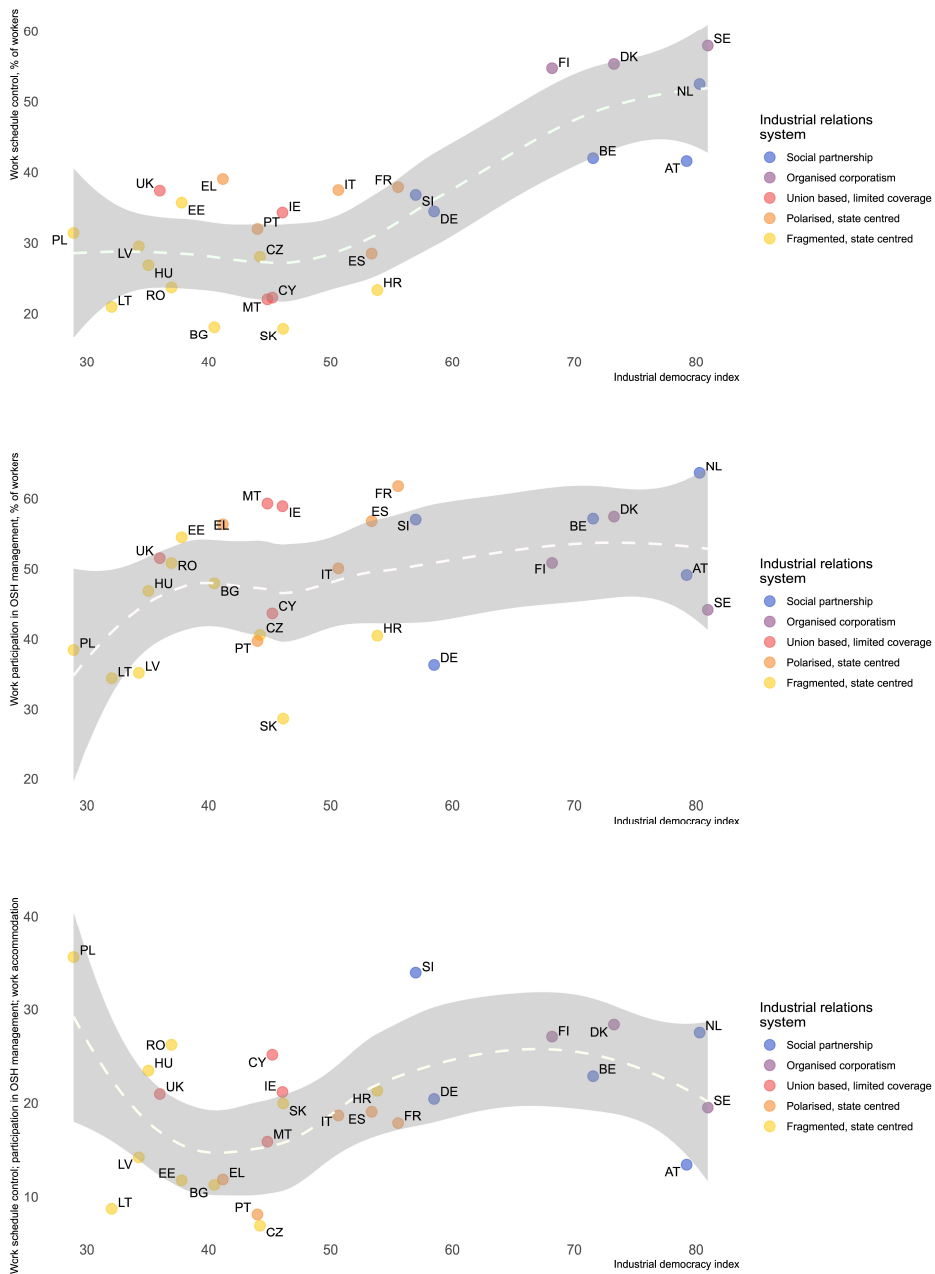 Work schedule control, % of workers
60
50
40
30
20
SE
FI
DK
NL
BE
AT
UK
EL
IT
FR
EE
SI
IE
DE
PT
PL
LV
CZ
ES
HU
RO
CY
HR
MT
LT
BG
SK
30 40 50 60 70 80
Industrial democracy index
Industrial relations
system
Social partnership
Organised corporatism
Union based, limited coverage
Polarised, state centred
Fragmented, state centred
Work participation in OSH management, % of workers
60
50
40
30
20
NL
MT
FR
IE
ES
DK
EE
EL
SI
BE
UK
RO
IT
FI
AT
HU
BG
CY
SE
CZ
HR
PL
PT
DE
LT
LV
SK
30 40 50 60 70 80
Industrial democracy index
Industrial relations
system
Social partnership
Organised corporatism
Union based, limited coverage
Polarised, state centred
Fragmented, state centred
Work schedule control; participation in OSH management; work accommodation
40
30
20
10
PL
SI
RO
FI
DK
NL
HU
CY
BE
UK
IE
HR
DE
SK
SE
IT
ES
FR
MT
LV
EE
EL
AT
BG
LT
PT
CZ
30 40 50 60 70 80
Industrial democracy index
Industrial relations
system
Social partnership
Organised corporatism
Union based, limited coverage
Polarised, state centred
Fragmented, state centred